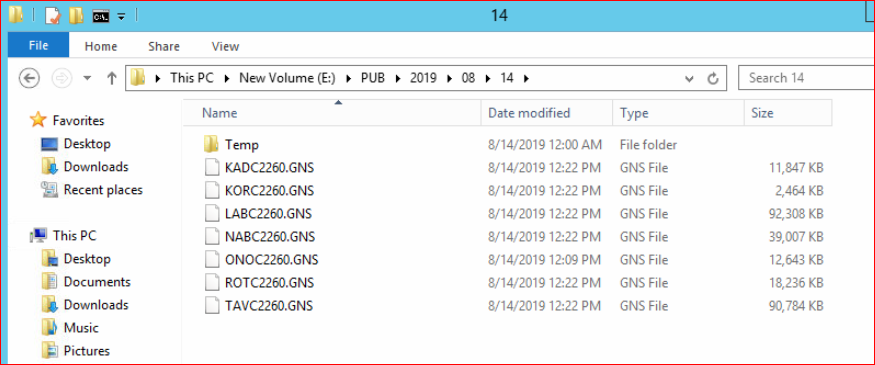 14
File Home Share View
This PC New Volume (E:) PUB 2019 08 14 Search 14
Name Date modified Type Size
Favorites
Desktop
Downloads
Recent places
This PC
Desktop
Documents
Downloads
Music
Pictures
Temp 8/14/2019 12:00 AM File folder
KADC2260.GNS 8/14/2019 12:22 PM GNS File 11,847 KB
KORC2260.GNS 8/14/2019 12:22 PM GNS File 2,464 KB
LABC2260.GNS 8/14/2019 12:22 PM GNS File 92,308 KB
NABC2260.GNS 8/14/2019 12:22 PM GNS File 39,007 KB
ONOC2260.GNS 8/14/2019 12:09 PM GNS File 12,643 KB
ROTC2260.GNS 8/14/2019 12:22 PM GNS File 18,236 KB
TAVC2260.GNS 8/14/2019 12:22 PM GNS File 90,784 KB